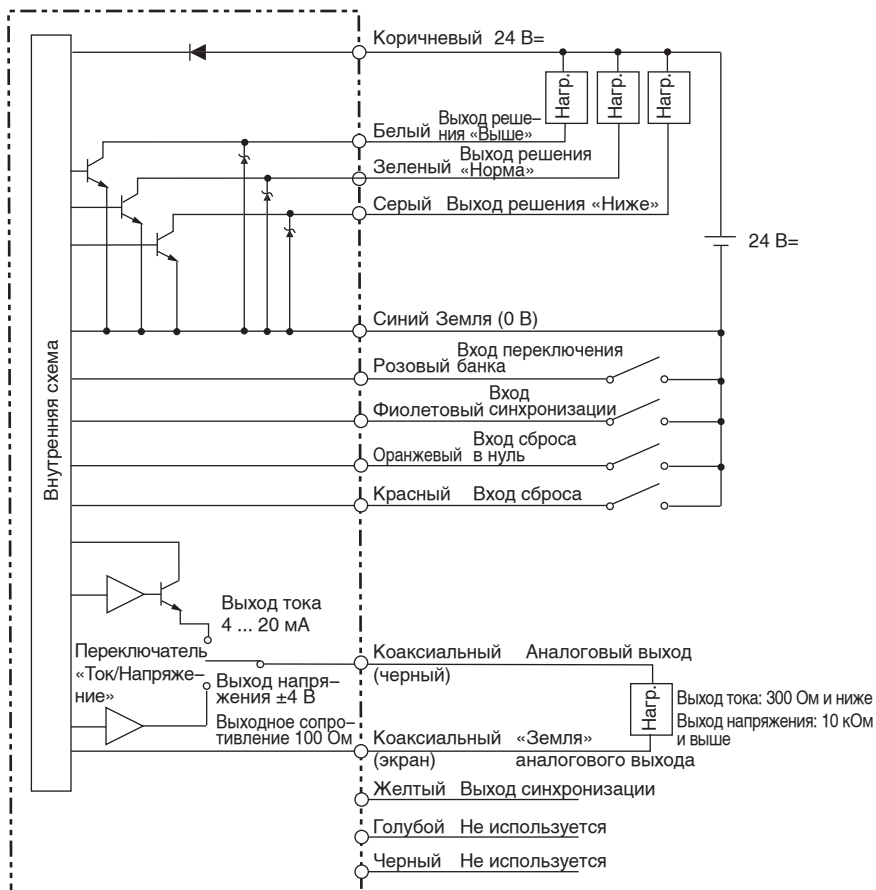 Коричневый 24 В=
Нагр.
Нагр.
Нагр.
Белый
Выход реше–
ния «Выше»
Зеленый
Выход решения
«Норма»
Серый Выход решения «Ниже»
24 В=
Синий Земля (0 В)
Внутренняя схема
Розовый
Вход переключения
банка
Фиолетовый
Вход
синхронизации
Оранжевый
Вход сброса
в нуль
Красный Вход сброса
Выход тока
4 ... 20 мА
Переключатель
«Ток/Напряже–
ние»
Выход напря–
жения ±4 В
Выходное сопро–
тивление 100 Ом
Коаксиальный Аналоговый выход
(черный)
Нагр.
Выход тока: 300 Ом и ниже
Выход напряжения: 10 кОм
и выше
Коаксиальный «Земля»
(экран) аналогового выхода
Желтый Выход синхронизации
Голубой Не используется
Черный Не используется